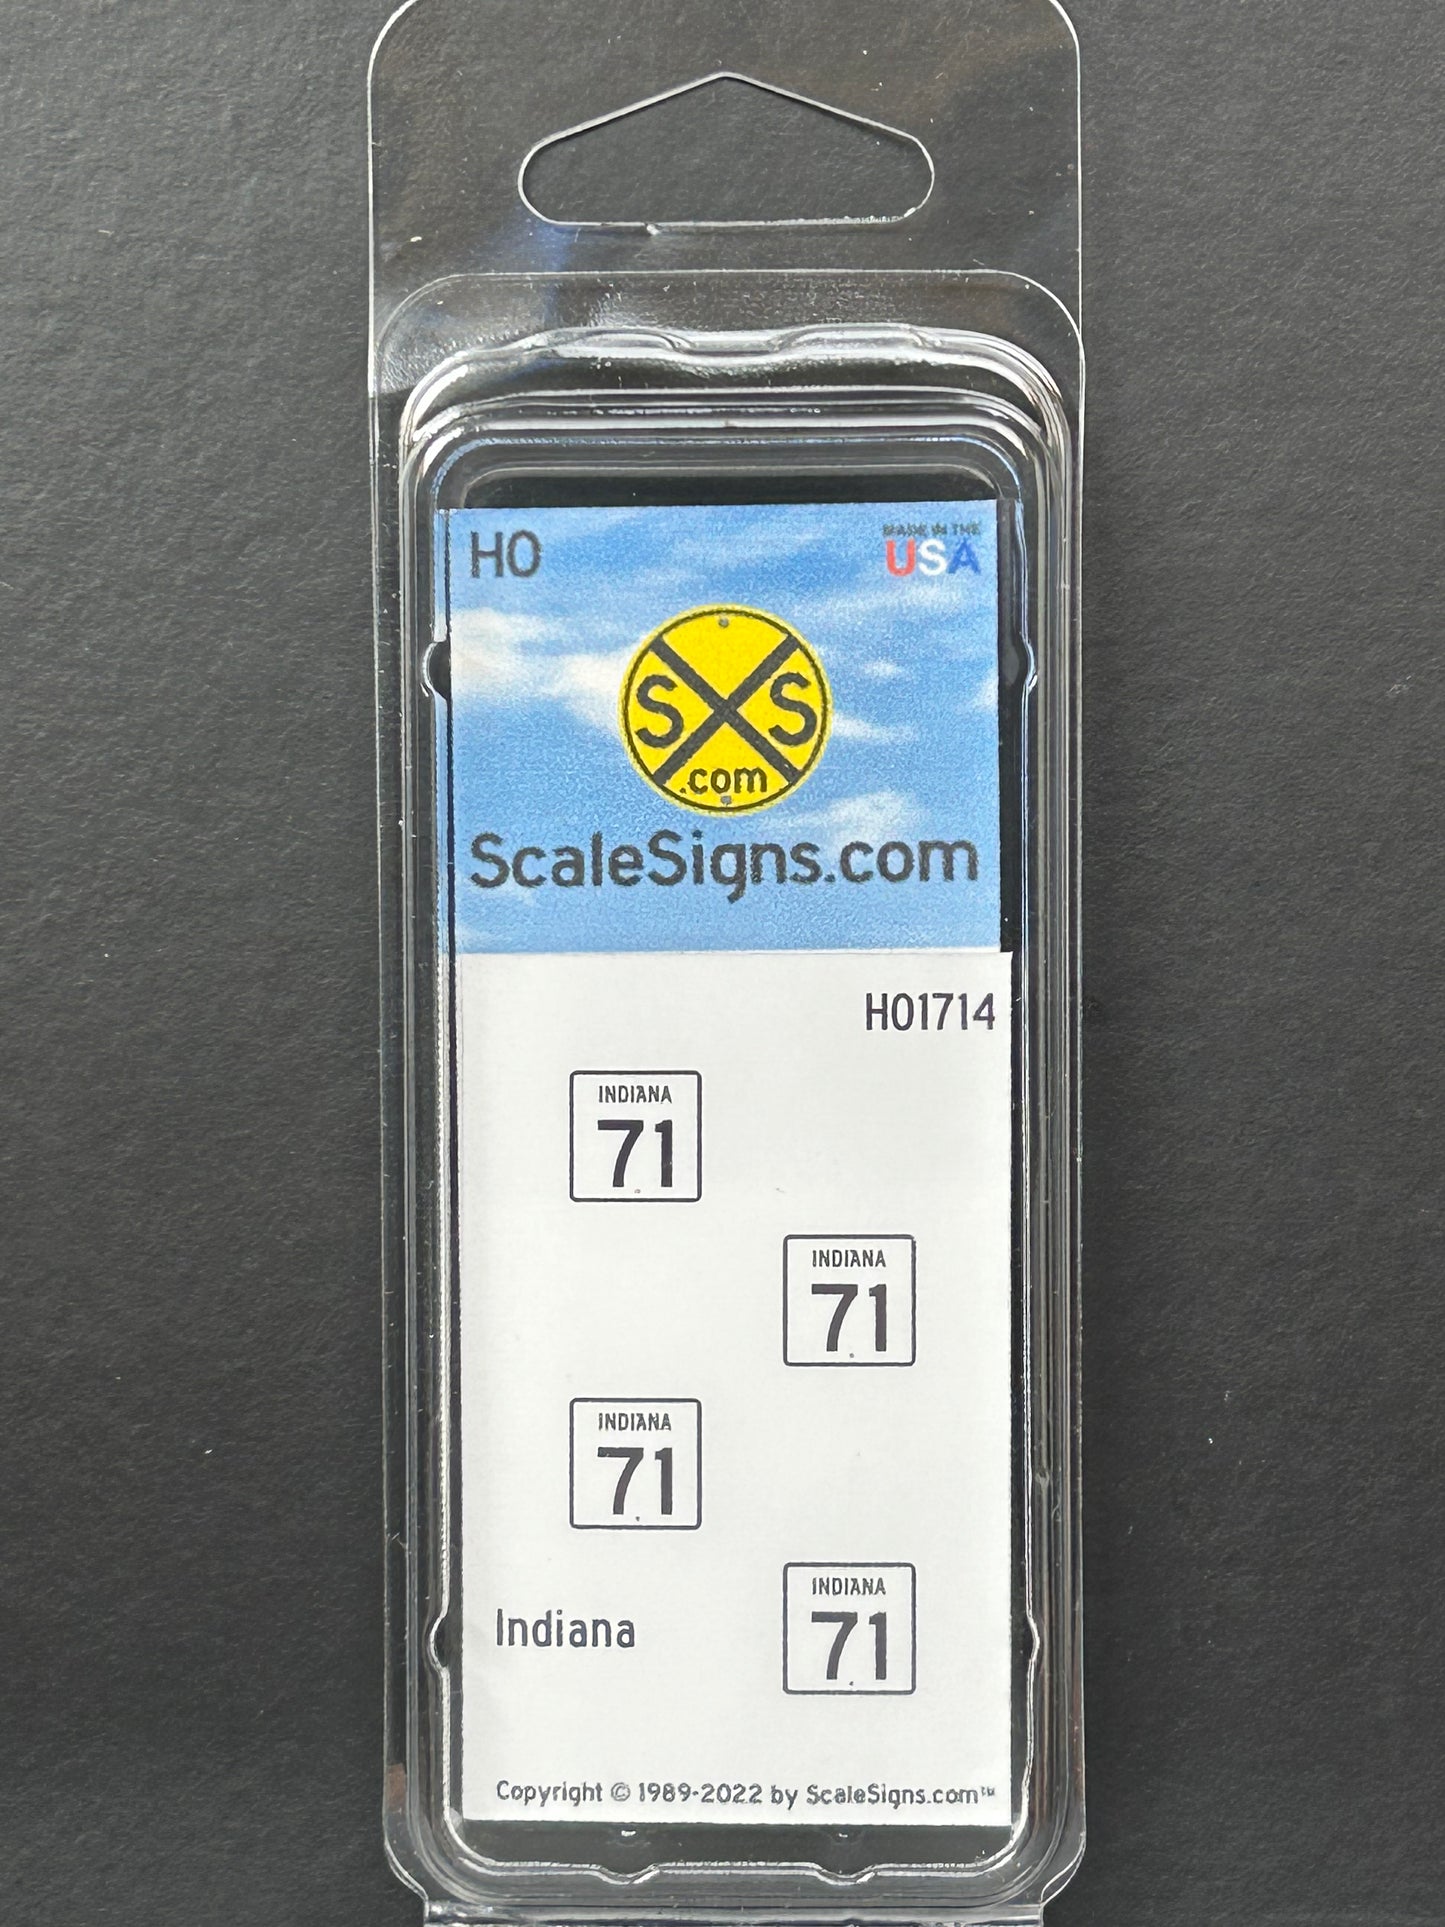 HO
MADE IN THE
USA
S S
.com
ScaleSigns.com
HO1714
INDIANA
71
INDIANA
71
INDIANA
71
INDIANA
71
Indiana
Copyright © 1989-2022 by ScaleSigns.com™